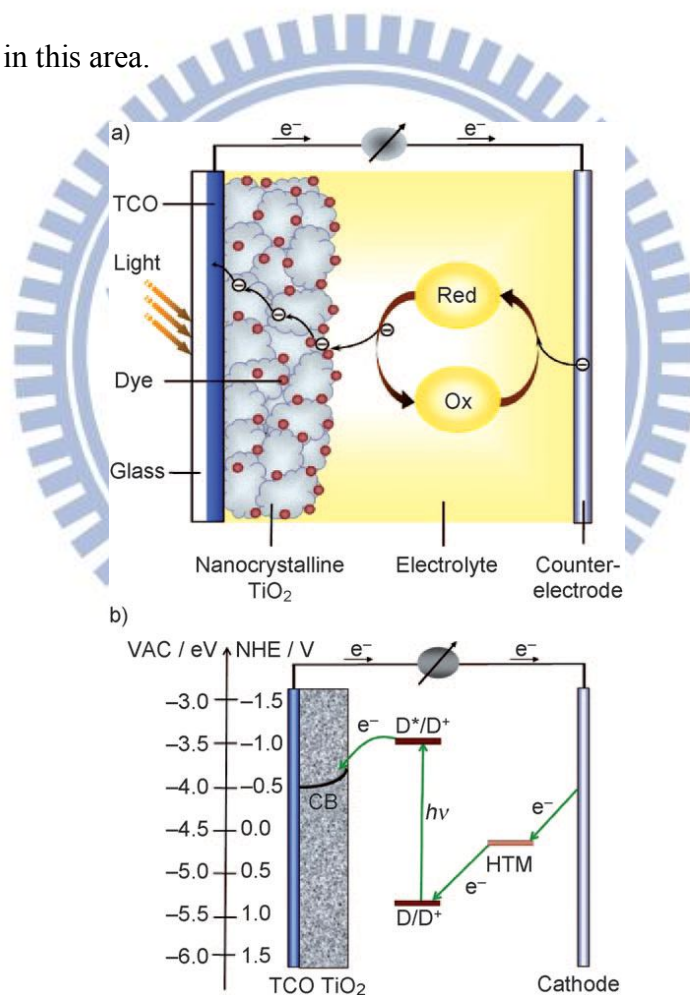 in this area.
a)
e⁻ e⁻
TCO
Light
Red
Dye
Ox
Glass
Nanocrystalline TiO₂
Electrolyte
Counter-electrode
b)
VAC / eV NHE / V
e⁻ e⁻
−3.0 −1.5
−3.5 −1.0
−4.0 −0.5
−4.5 0.0
−5.0 0.5
−5.5 1.0
−6.0 1.5
D*/D⁺
e⁻
CB
hν
e⁻
HTM
e⁻
D/D⁺
TCO TiO₂
Cathode